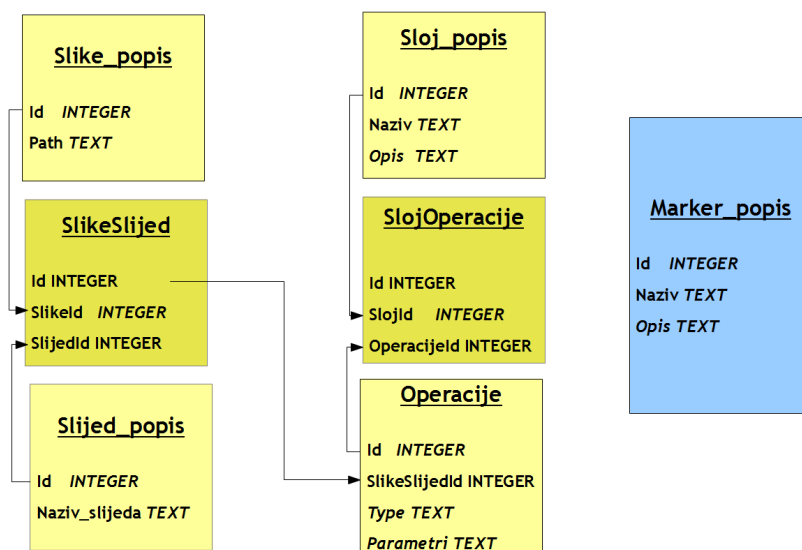 Slike_popis
Id INTEGER
Path TEXT
SlikeSlijed
Id INTEGER
SlikeId INTEGER
SlijedId INTEGER
Slijed_popis
Id INTEGER
Naziv_slijeda TEXT
Sloj_popis
Id INTEGER
Naziv TEXT
Opis TEXT
SlojOperacije
Id INTEGER
SlojId INTEGER
OperacijeId INTEGER
Operacije
Id INTEGER
SlikeSlijedId INTEGER
Type TEXT
Parametri TEXT
Marker_popis
Id INTEGER
Naziv TEXT
Opis TEXT